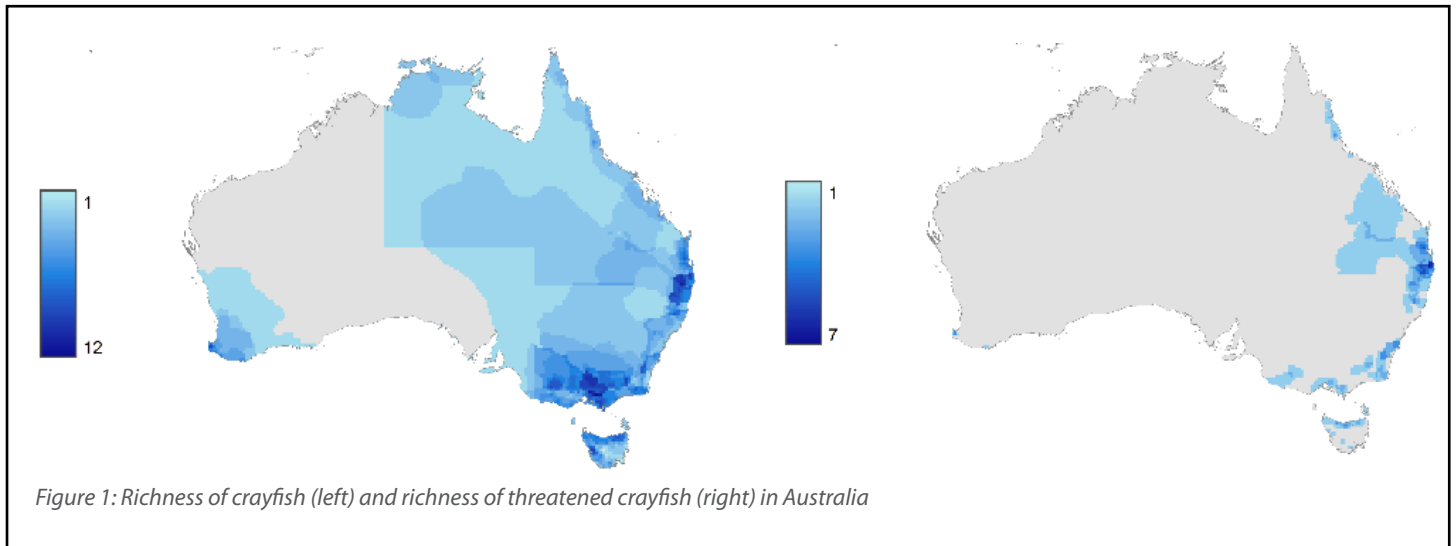 1
12
1
7
Figure 1: Richness of crayfish (left) and richness of threatened crayfish (right) in Australia